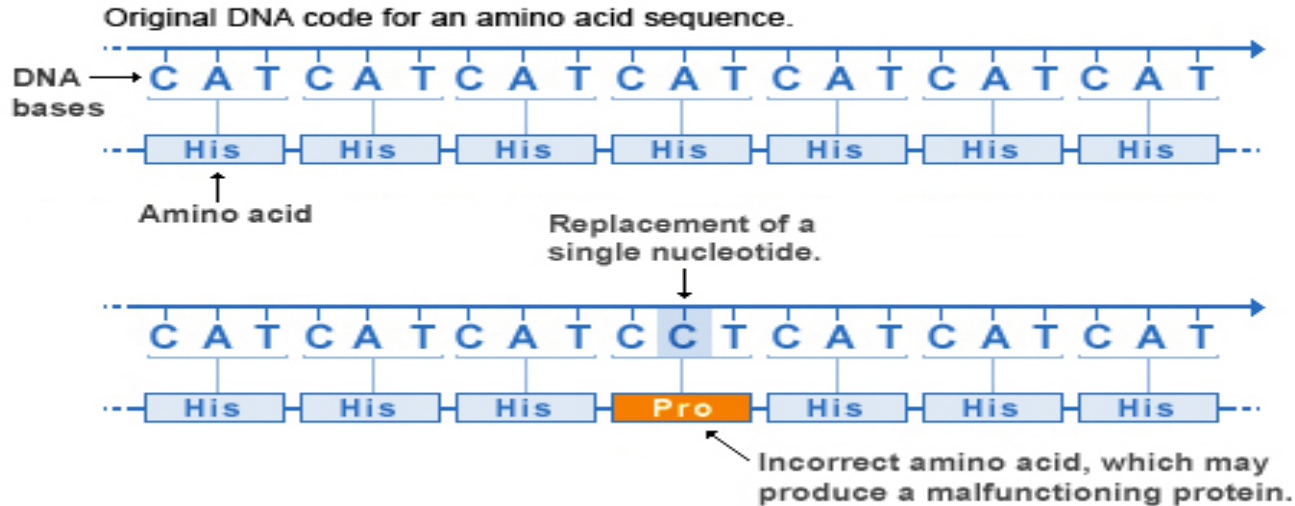 Original DNA code for an amino acid sequence.
DNA
bases
C A T C A T C A T C A T C A T C A T C A T
His His His His His His His
Amino acid
Replacement of a
single nucleotide.
C A T C A T C A T C C T C A T C A T C A T
His His His Pro His His His
Incorrect amino acid, which may
produce a malfunctioning protein.